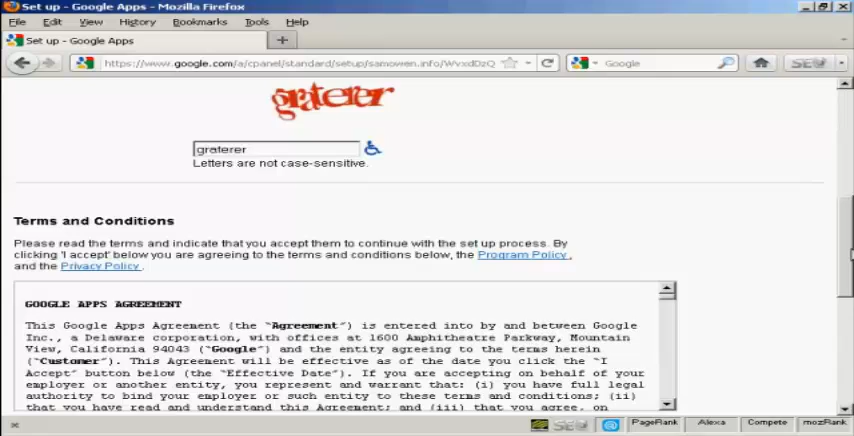 Set up - Google Apps - Mozilla Firefox
File Edit View History Bookmarks Tools Help
Set up - Google Apps
https://www.google.com/a/cpanel/standard/setup/samowen.info/WvxdDzQ Google SEO
graterer
graterer
Letters are not case-sensitive.
Terms and Conditions
Please read the terms and indicate that you accept them to continue with the set up process. By
clicking 'I accept' below you are agreeing to the terms and conditions below, the Program Policy,
and the Privacy Policy.
GOOGLE APPS AGREEMENT
This Google Apps Agreement (the "Agreement") is entered into by and between Google
Inc., a Delaware corporation, with offices at 1600 Amphitheatre Parkway, Mountain
View, California 94043 ("Google") and the entity agreeing to the terms herein
("Customer"). This Agreement will be effective as of the date you click the "I
Accept" button below (the "Effective Date"). If you are accepting on behalf of your
employer or another entity, you represent and warrant that: (i) you have full legal
authority to bind your employer or such entity to these terms and conditions; (ii)
that you have read and understand this Agreement; and (iii) that you agree, on
SEO PageRank Alexa Compete mozRank